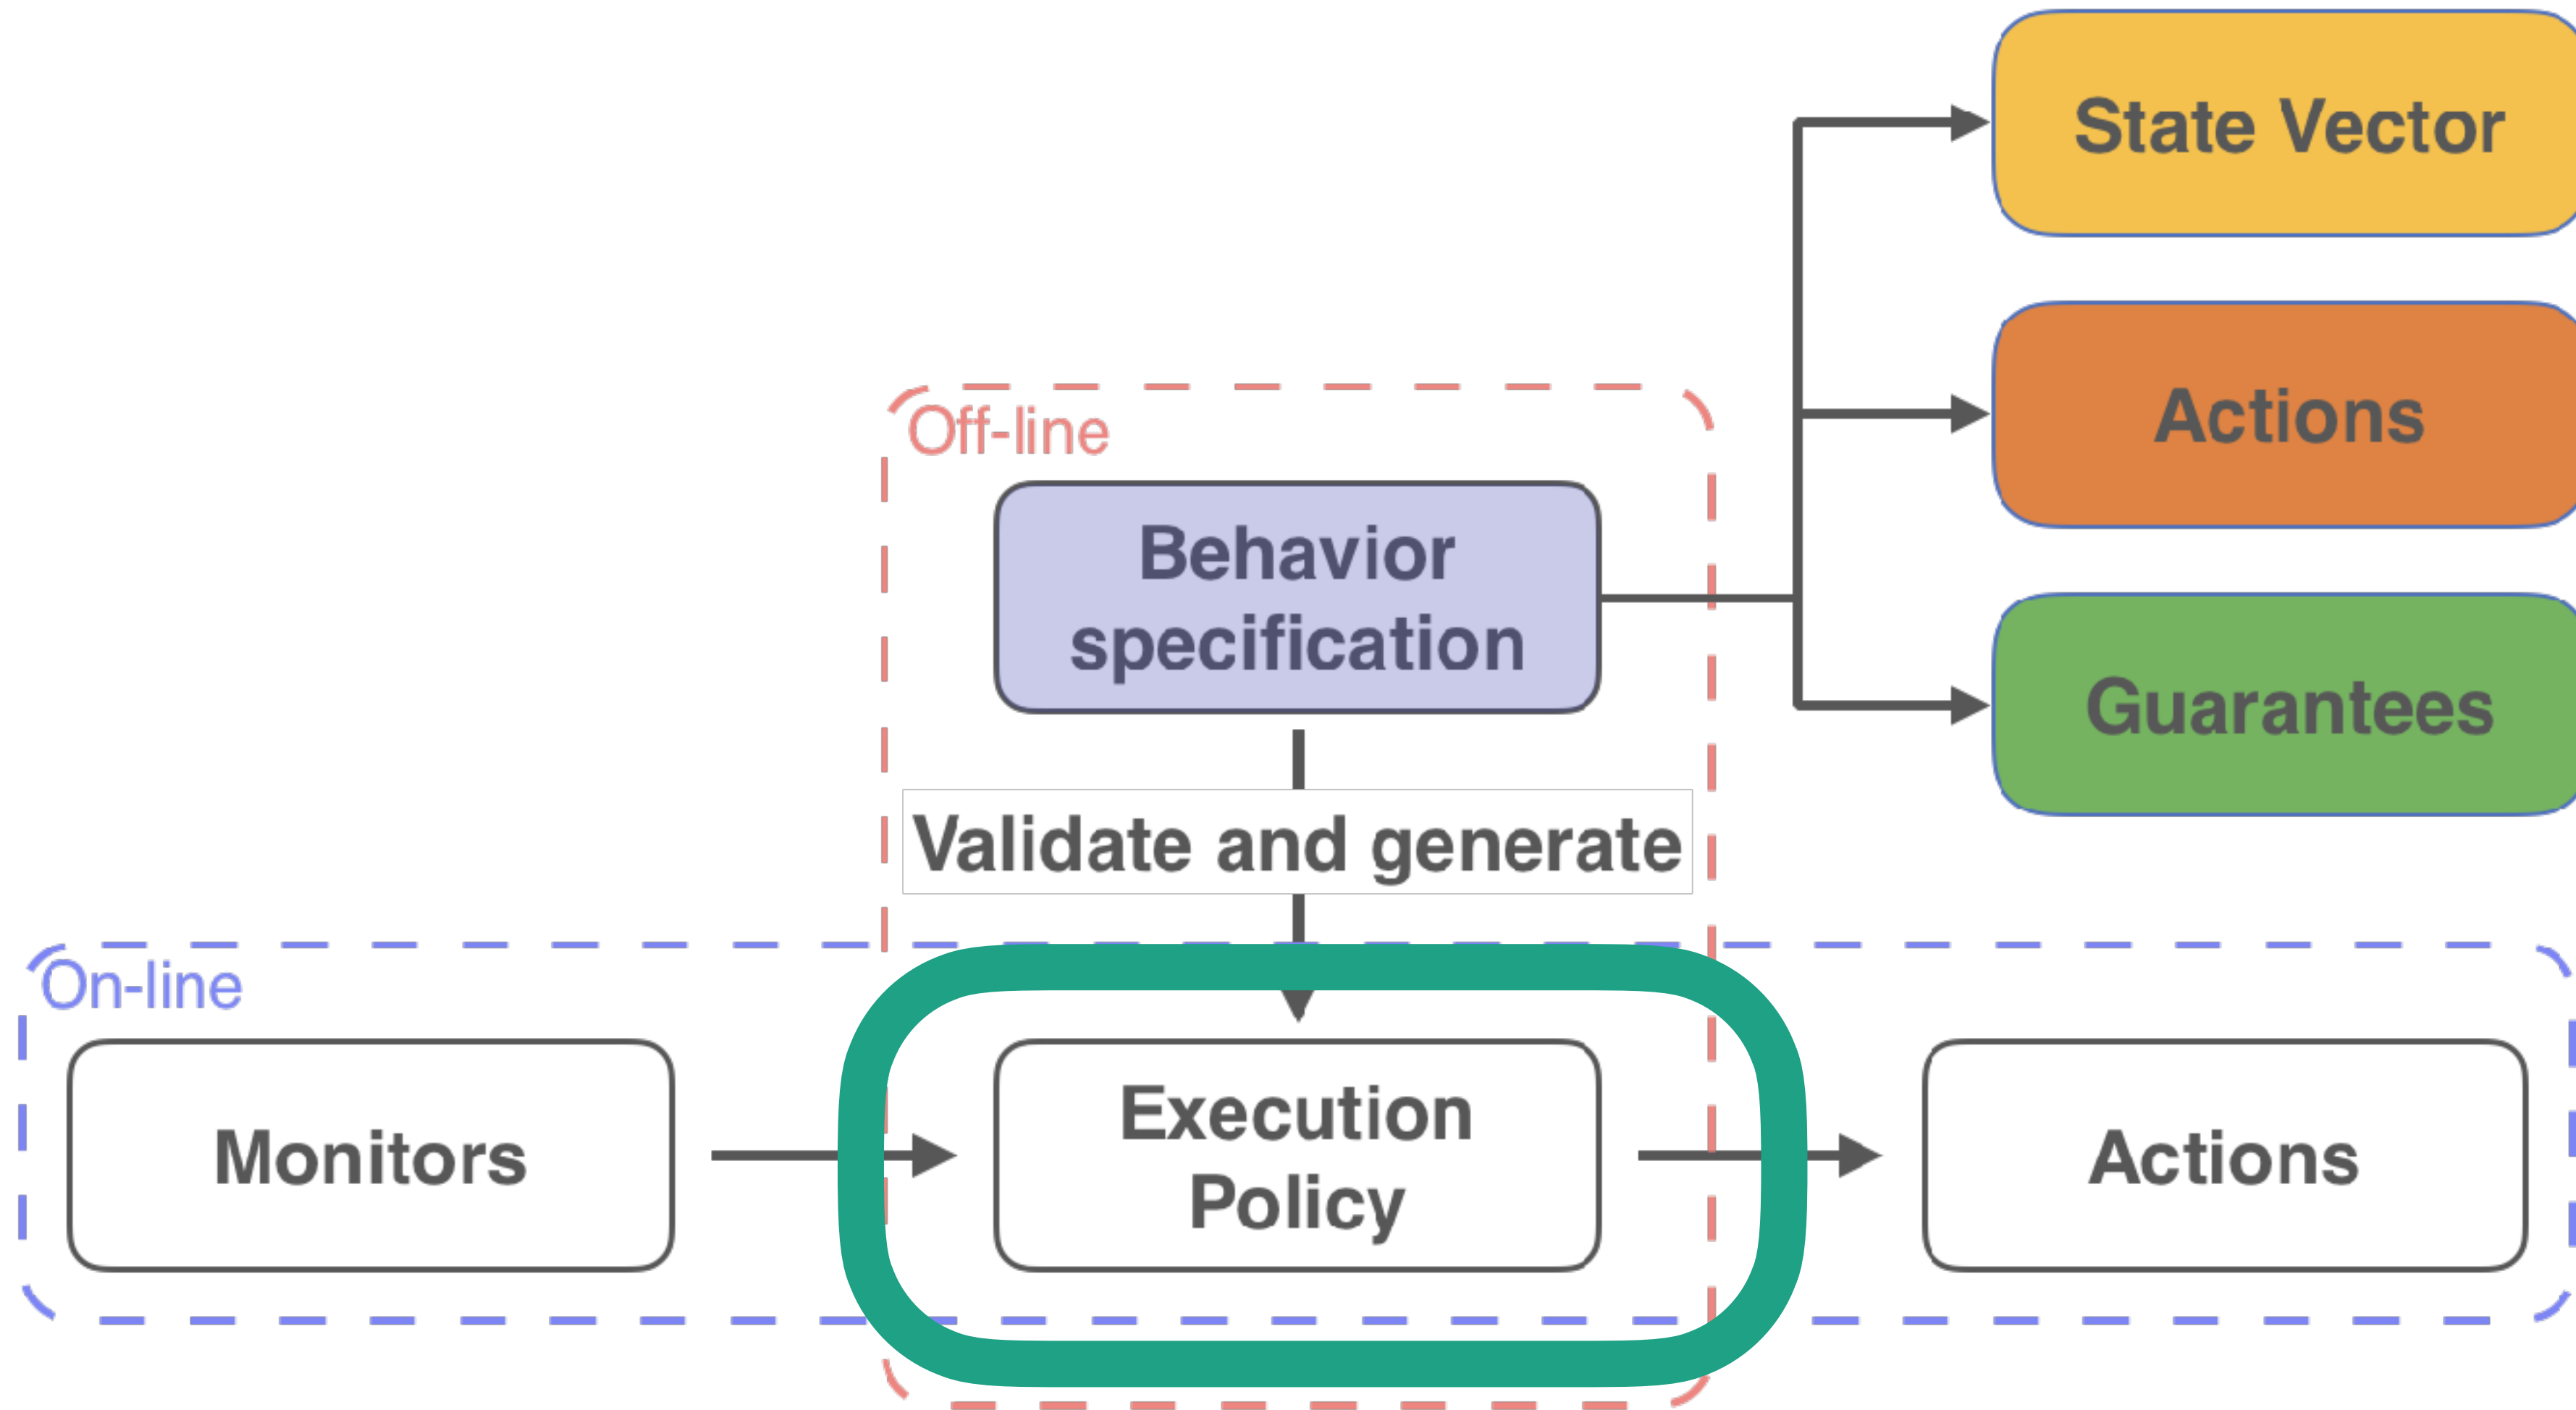 State Vector
Actions
Off-line
Behavior
specification
Guarantees
Validate and generate
On-line
Monitors
Execution
Policy
Actions